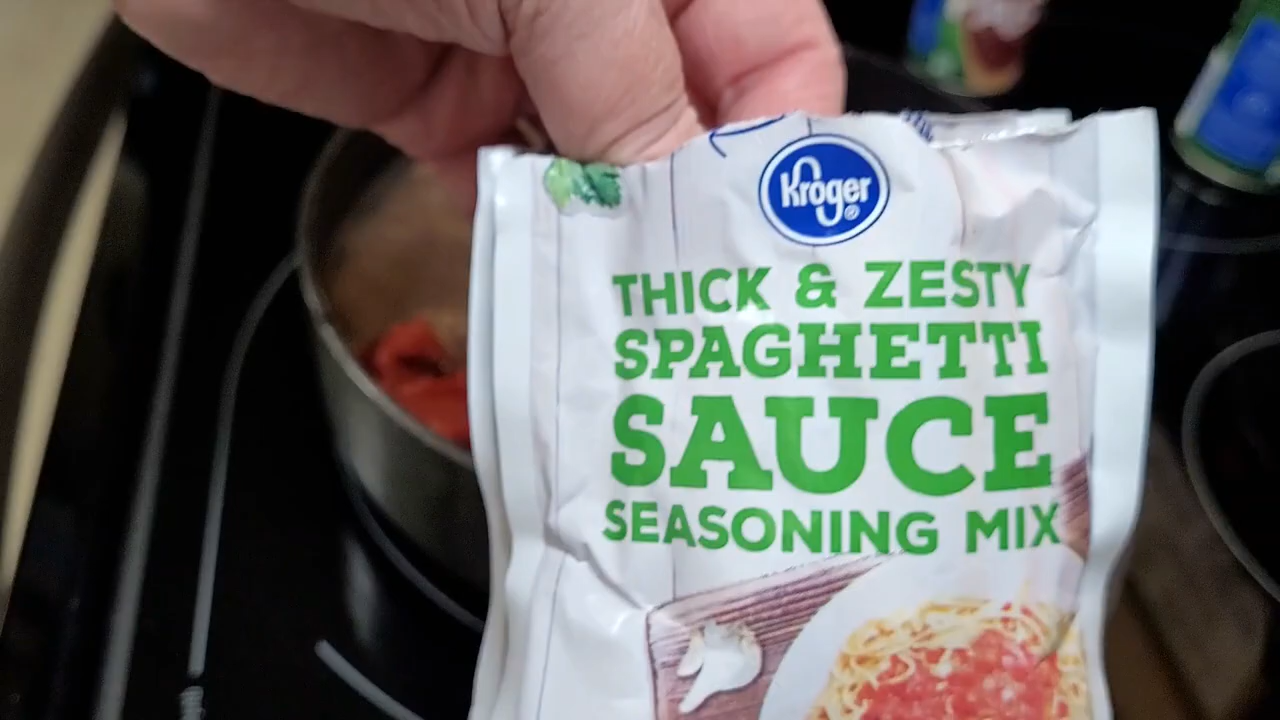 Kroger®
THICK & ZESTY
SPAGHETTI
SAUCE
SEASONING MIX